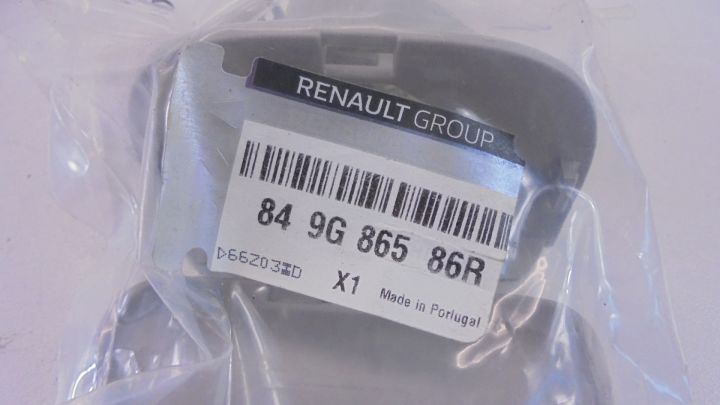 RENAULT GROUP
84 9G 865 86R
X1 Made in Portugal